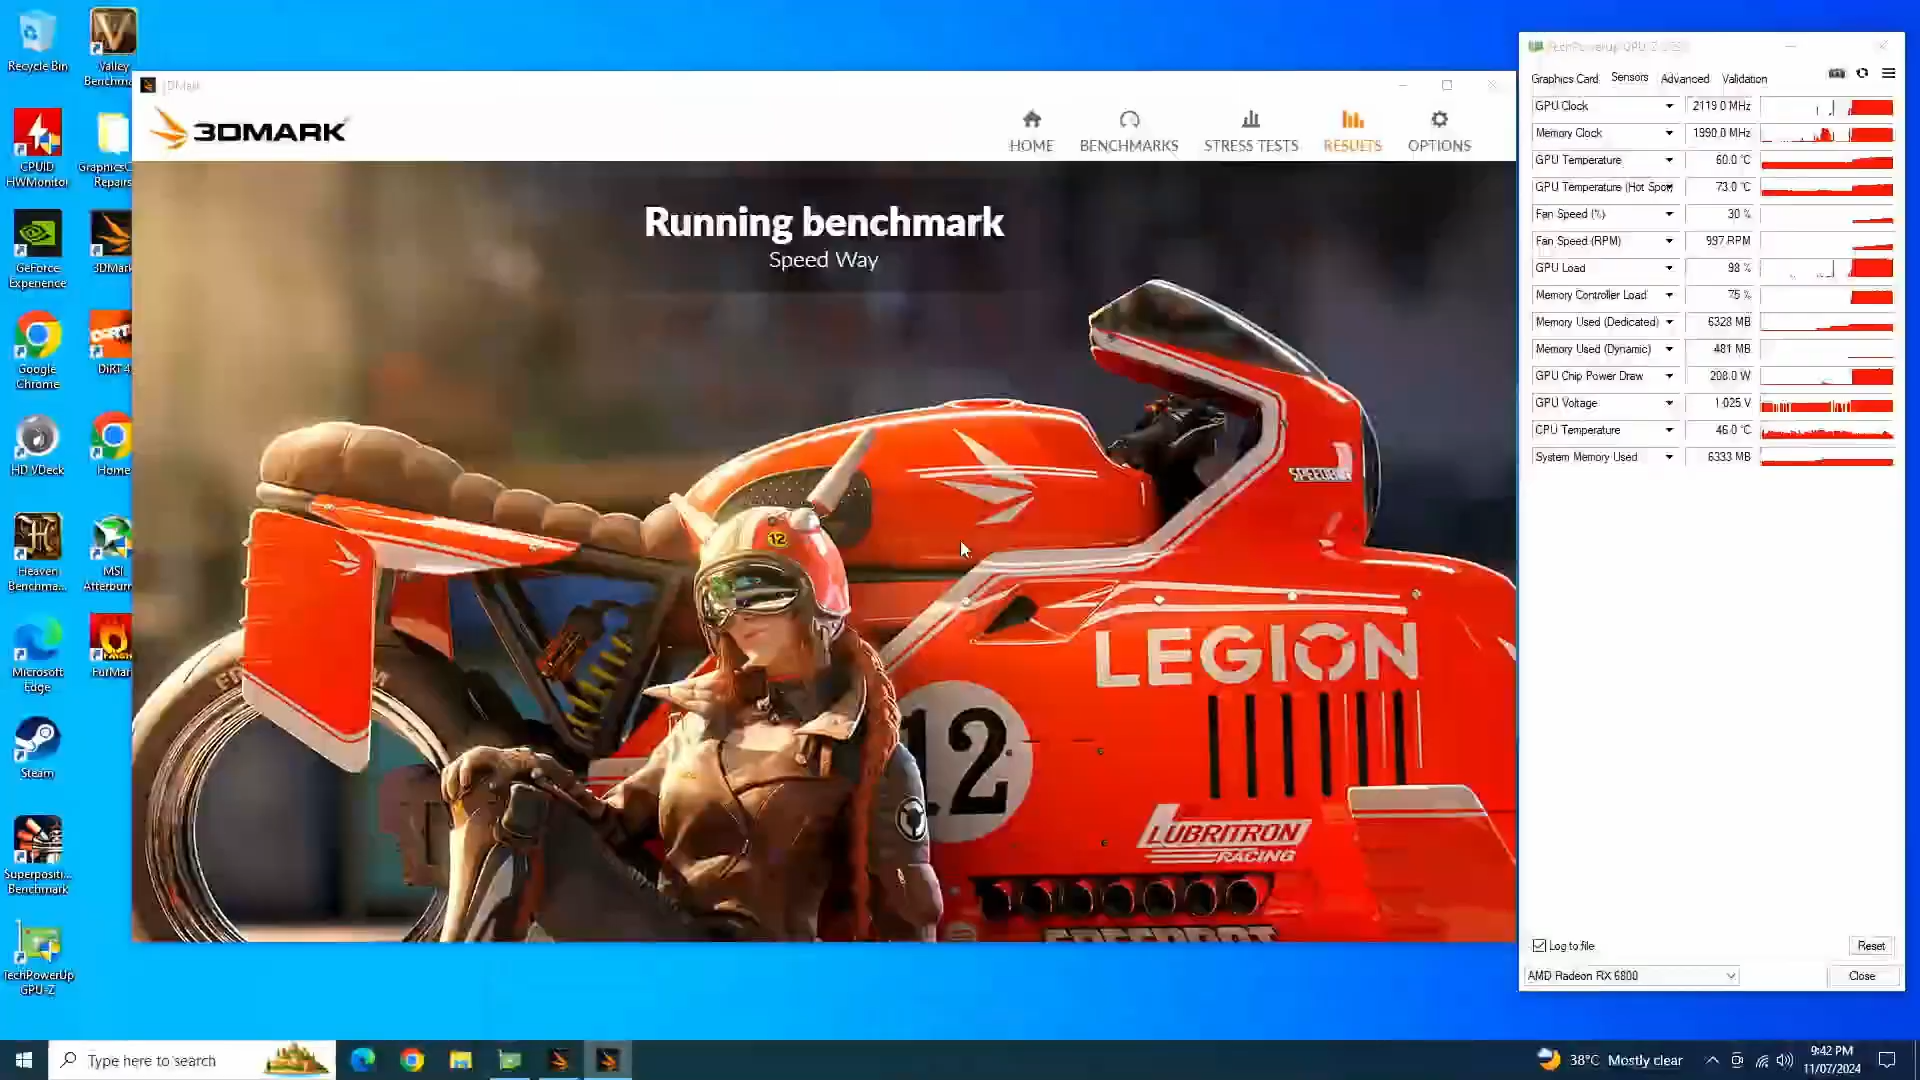 Recycle Bin
Valley
Benchma...
CPUID
HWMonitor
Repairs
GeForce
Experience
3DMark
Google
Chrome
DiRT 4
HD VDeck
Home
Heaven
Benchma...
MSI
Afterburn
Microsoft
Edge
FurMark
Steam
Superpositi...
Benchmark
TechPowerUp
GPU-Z
3DMark
3DMARK
HOME
BENCHMARKS
STRESS TESTS
RESULTS
OPTIONS
Running benchmark
Speed Way
12
LEGION
12
LUBRITRON
RACING
TechPowerUp GPU-Z
Graphics Card
Sensors
Advanced
Validation
GPU Clock 2119.0 MHz
Memory Clock 1990.0 MHz
GPU Temperature 60.0 °C
GPU Temperature (Hot Spot) 73.0 °C
Fan Speed (%) 30 %
Fan Speed (RPM) 997 RPM
GPU Load 98 %
Memory Controller Load 75 %
Memory Used (Dedicated) 6328 MB
Memory Used (Dynamic) 481 MB
GPU Chip Power Draw 208.0 W
GPU Voltage 1.025 V
CPU Temperature 46.0 °C
System Memory Used 6333 MB
Log to file
Reset
AMD Radeon RX 6800
Close
Type here to search
38°C Mostly clear
9:42 PM
11/07/2024